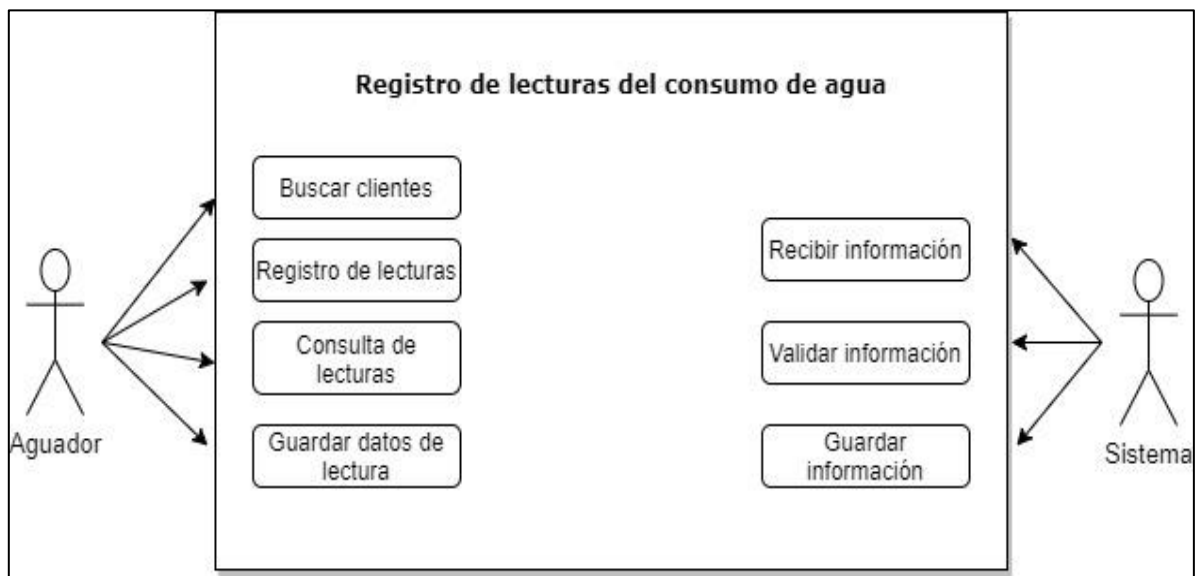 Registro de lecturas del consumo de agua
Buscar clientes
Registro de lecturas
Consulta de
lecturas
Guardar datos de
lectura
Recibir información
Validar información
Guardar
información
Aguador
Sistema